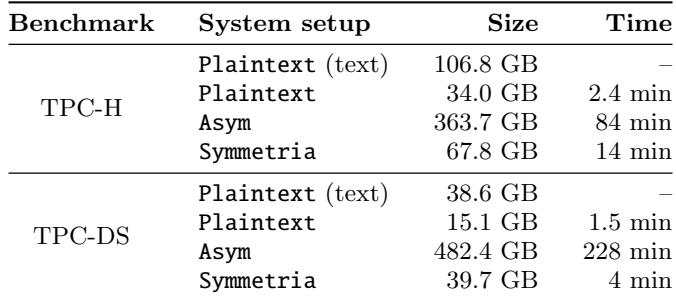 Benchmark System setup Size Time
Plaintext (text) 106.8 GB –
Plaintext 34.0 GB 2.4 min
TPC-H
Asym 363.7 GB 84 min
Symmetria 67.8 GB 14 min
Plaintext (text) 38.6 GB –
Plaintext 15.1 GB 1.5 min
TPC-DS
Asym 482.4 GB 228 min
Symmetria 39.7 GB 4 min